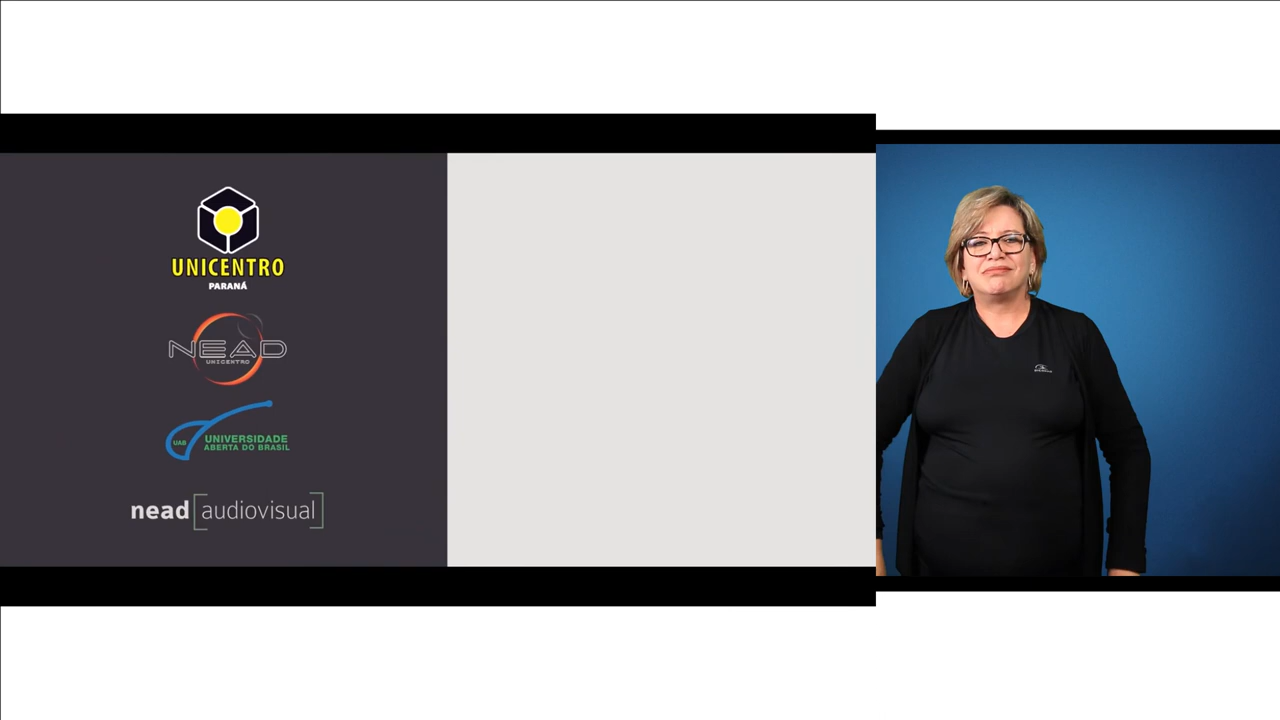 UNICENTRO
PARANÁ
NEAD
UNICENTRO
UAB
UNIVERSIDADE
ABERTA DO BRASIL
nead[audiovisual]